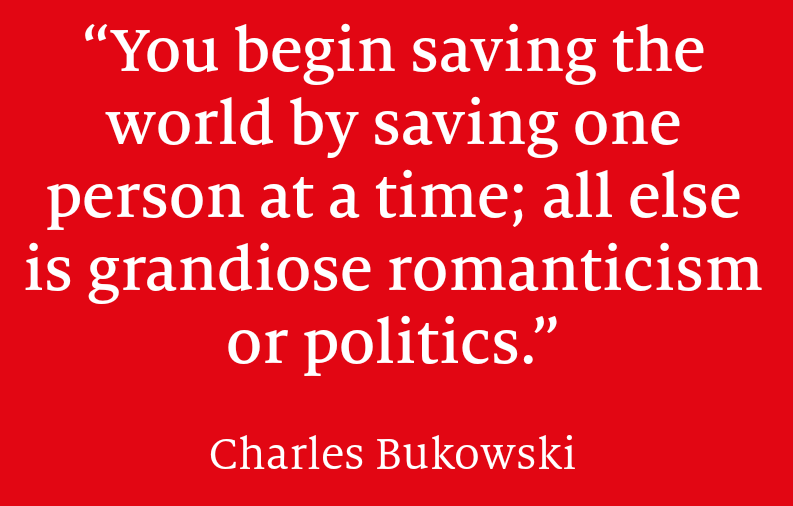 “You begin saving the
world by saving one
person at a time; all else
is grandiose romanticism
or politics.”
Charles Bukowski